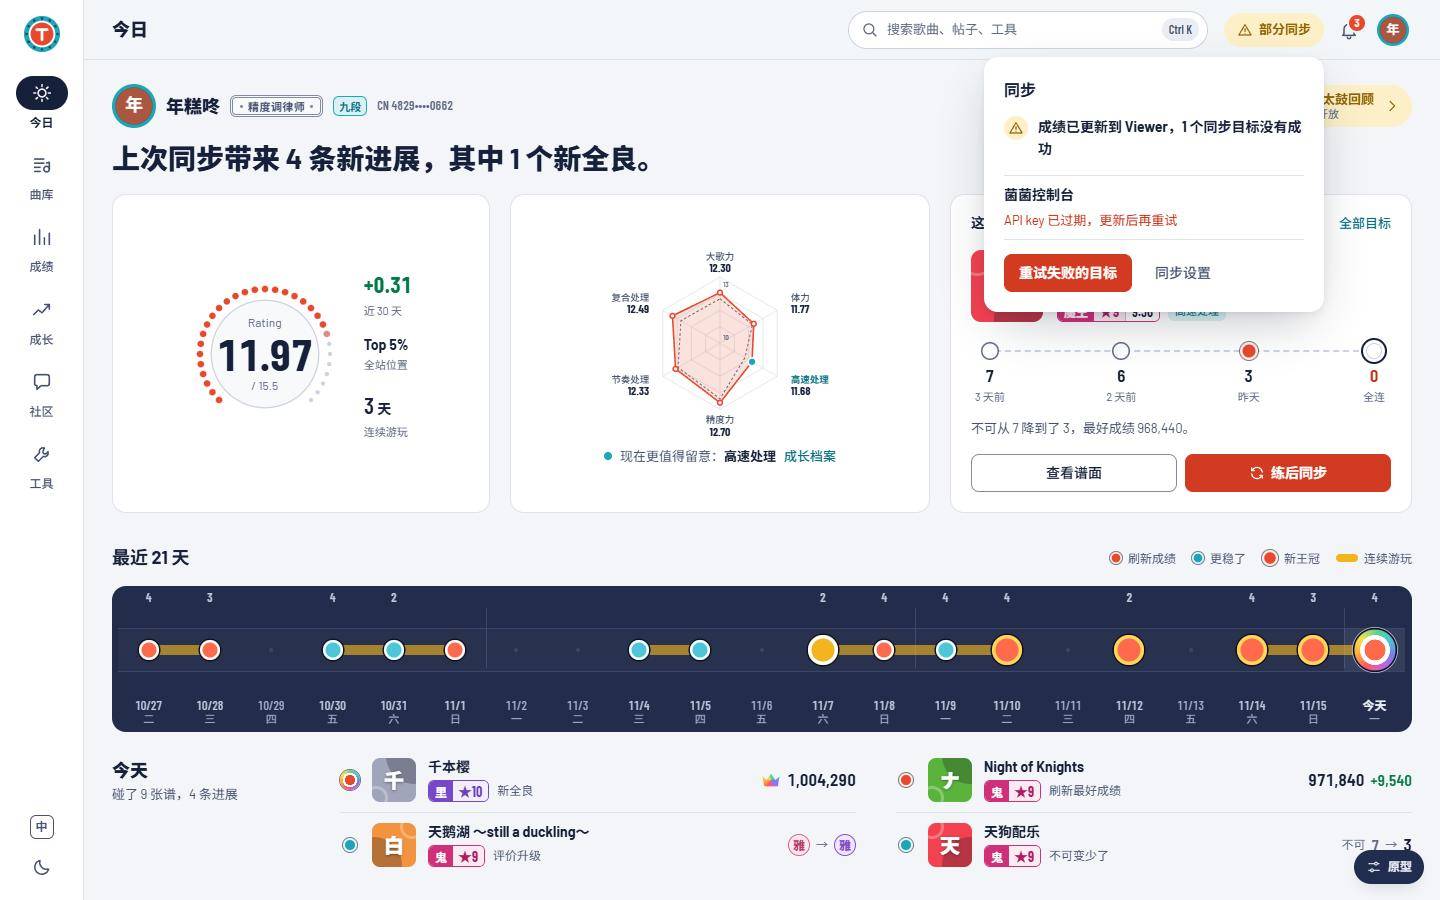 今日
搜索歌曲、帖子、工具
Ctrl K
部分同步
3
年
今日
曲库
成绩
成长
社区
工具
中
年
年糕咚
精度调律师
九段
CN 4829••••0662
太鼓回顾
上次同步带来 4 条新进展，其中 1 个新全良。
同步
成绩已更新到 Viewer，1 个同步目标没有成
功
菌菌控制台
API key 已过期，更新后再重试
重试失败的目标
同步设置
Rating
11.97
/ 15.5
+0.31
近 30 天
Top 5%
全站位置
3 天
连续游玩
大歌力
12.30
体力
11.77
高速处理
11.68
精度力
12.70
节奏处理
12.33
复合处理
12.49
13
10
现在更值得留意：高速处理 成长档案
这
全部目标
7
3 天前
6
2 天前
3
昨天
0
全连
不可从 7 降到了 3，最好成绩 968,440。
查看谱面
练后同步
最近 21 天
刷新成绩
更稳了
新王冠
连续游玩
4 3 4 2 2 4 4 4 2 4 3 4
10/27 10/28 10/29 10/30 10/31 11/1 11/2 11/3 11/4 11/5 11/6 11/7 11/8 11/9 11/10 11/11 11/12 11/13 11/14 11/15 今天
二 三 四 五 六 日 一 二 三 四 五 六 日 一 二 三 四 五 六 日 一
今天
碰了 9 张谱，4 条进展
千
千本樱
里 ★10 新全良
1,004,290
ナ
Night of Knights
鬼 ★9 刷新最好成绩
971,840 +9,540
白
天鹅湖 ～still a duckling～
鬼 ★9 评价升级
雅 → 雅
天
天狗配乐
鬼 ★9 不可变少了
不可 7 → 3
原型